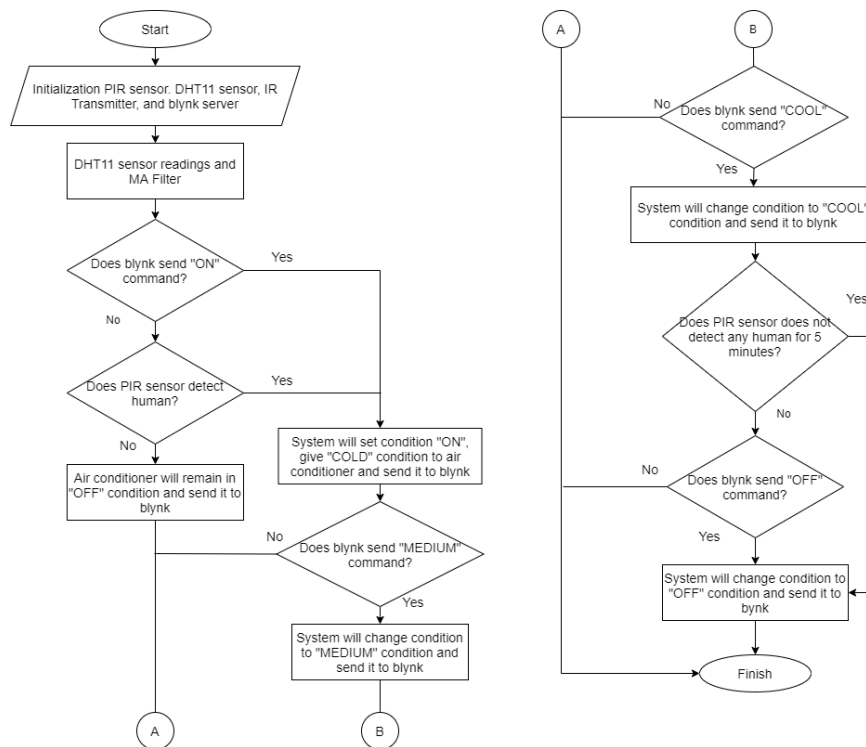 Start
Initialization PIR sensor. DHT11 sensor, IR
Transmitter, and blynk server
DHT11 sensor readings and
MA Filter
Does blynk send "ON"
command?
Yes
No
Does PIR sensor detect
human?
Yes
No
Air conditioner will remain in
"OFF" condition and send it to
blynk
System will set condition "ON",
give "COLD" condition to air
conditioner and send it to blynk
No
Does blynk send "MEDIUM"
command?
Yes
System will change condition
to "MEDIUM" condition and
send it to blynk
A
B
A
B
No
Does blynk send "COOL"
command?
Yes
System will change condition to "COOL"
condition and send it to blynk
Does PIR sensor does not
detect any human for 5
minutes?
Yes
No
No
Does blynk send "OFF"
command?
Yes
System will change condition to
"OFF" condition and send it to
bynk
Finish